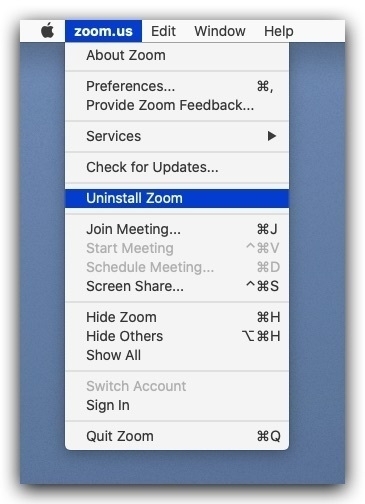 zoom.us Edit Window Help
About Zoom
Preferences... ⌘,
Provide Zoom Feedback...
Services ▶
Check for Updates...
Uninstall Zoom
Join Meeting... ⌘J
Start Meeting ^⌘V
Schedule Meeting... ⌘D
Screen Share... ^⌘S
Hide Zoom ⌘H
Hide Others ⌥⌘H
Show All
Switch Account
Sign In
Quit Zoom ⌘Q